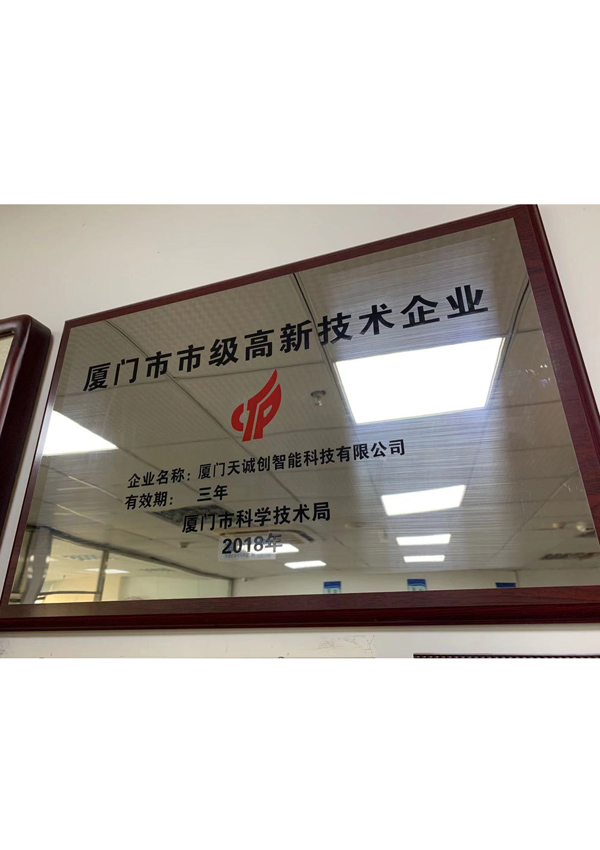 厦门市市级高新技术企业
企业名称：厦门天诚创智能科技有限公司
有效期： 三年
厦门市科学技术局
2018年